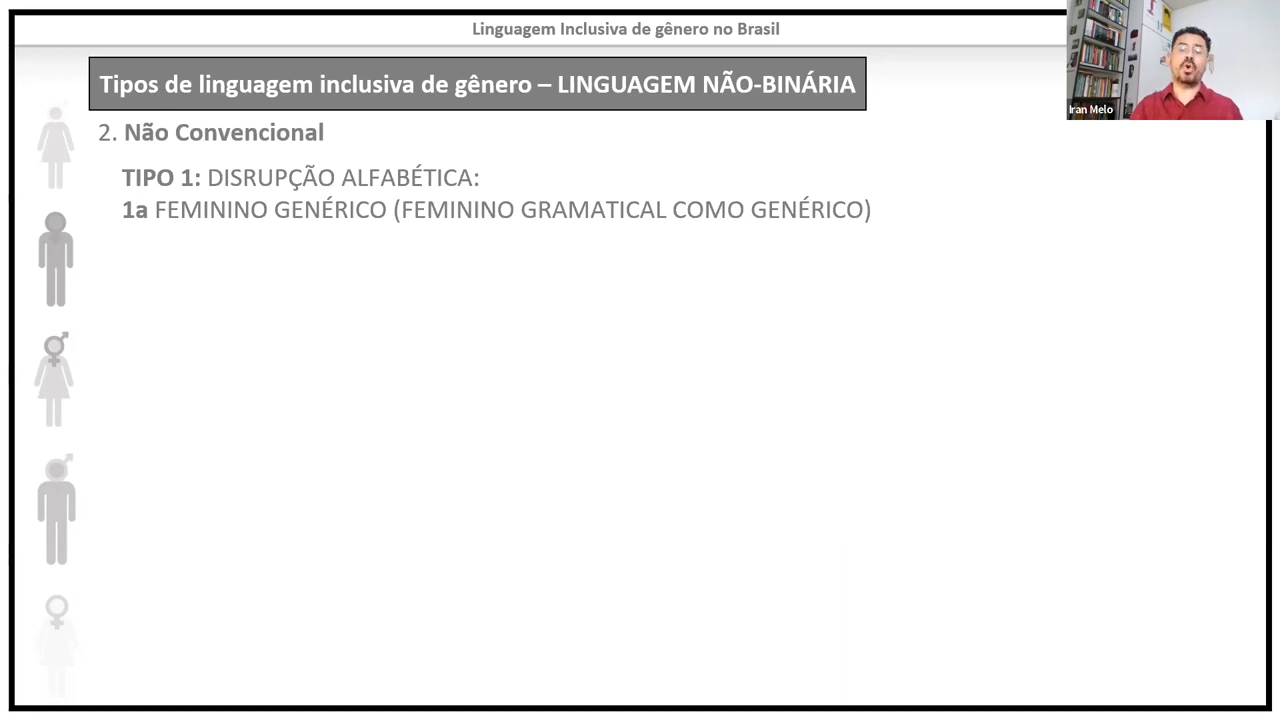 Linguagem Inclusiva de gênero no Brasil
Tipos de linguagem inclusiva de gênero – LINGUAGEM NÃO-BINÁRIA
Iran Melo
2. Não Convencional
TIPO 1: DISRUPÇÃO ALFABÉTICA:
1a FEMININO GENÉRICO (FEMININO GRAMATICAL COMO GENÉRICO)